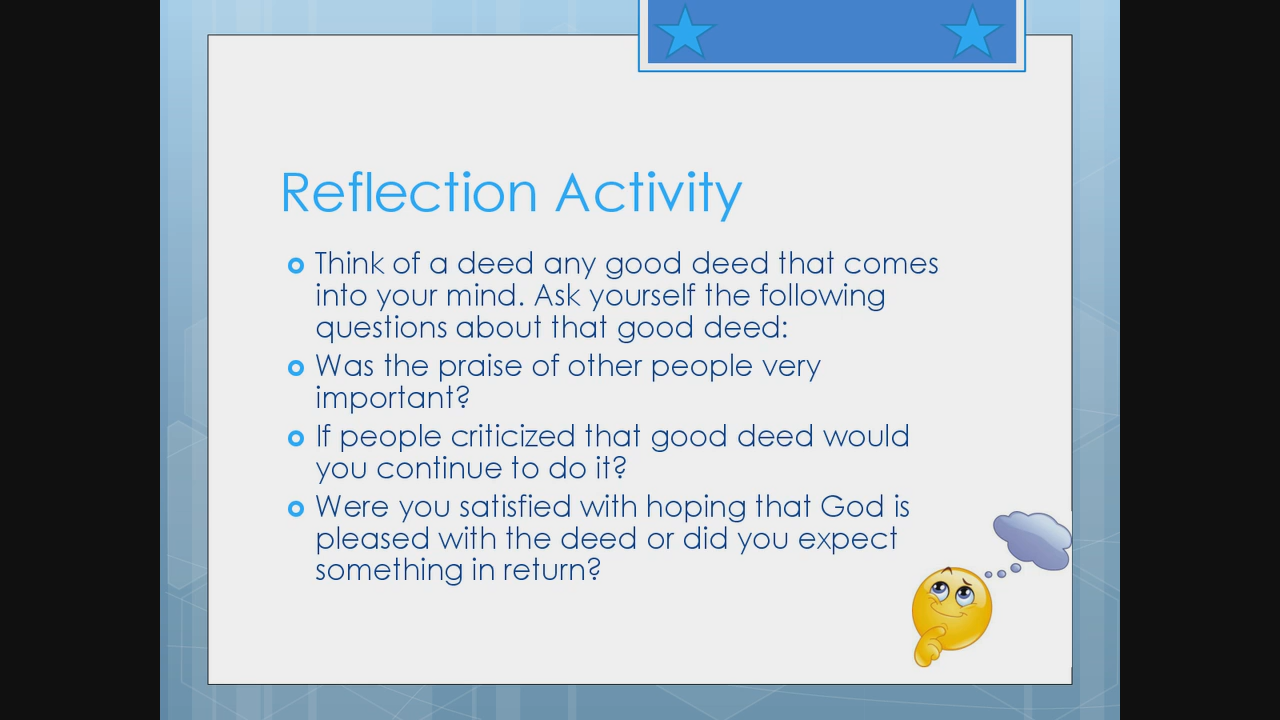 Reflection Activity
Think of a deed any good deed that comes
into your mind. Ask yourself the following
questions about that good deed:
Was the praise of other people very
important?
If people criticized that good deed would
you continue to do it?
Were you satisfied with hoping that God is
pleased with the deed or did you expect
something in return?